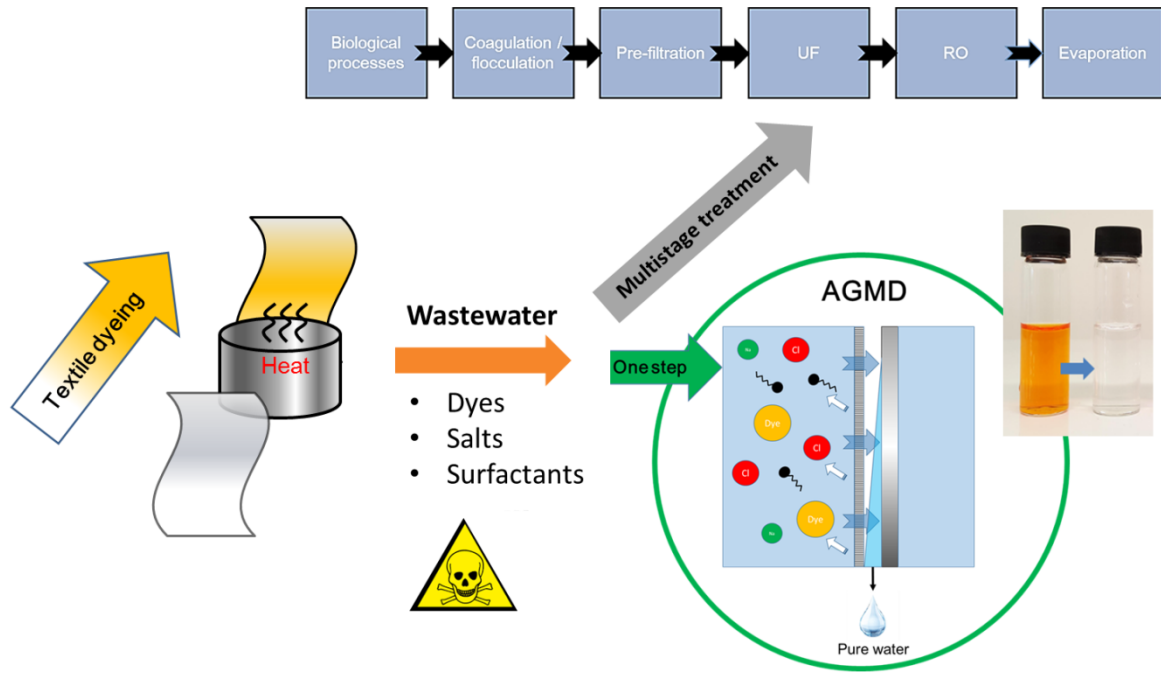 Biological
processes
Coagulation /
flocculation
Pre-filtration
UF
RO
Evaporation
Multistage treatment
Textile dyeing
Heat
Wastewater
• Dyes
• Salts
• Surfactants
One step
AGMD
Cl
Dye
Cl
Cl
Dye
Pure water